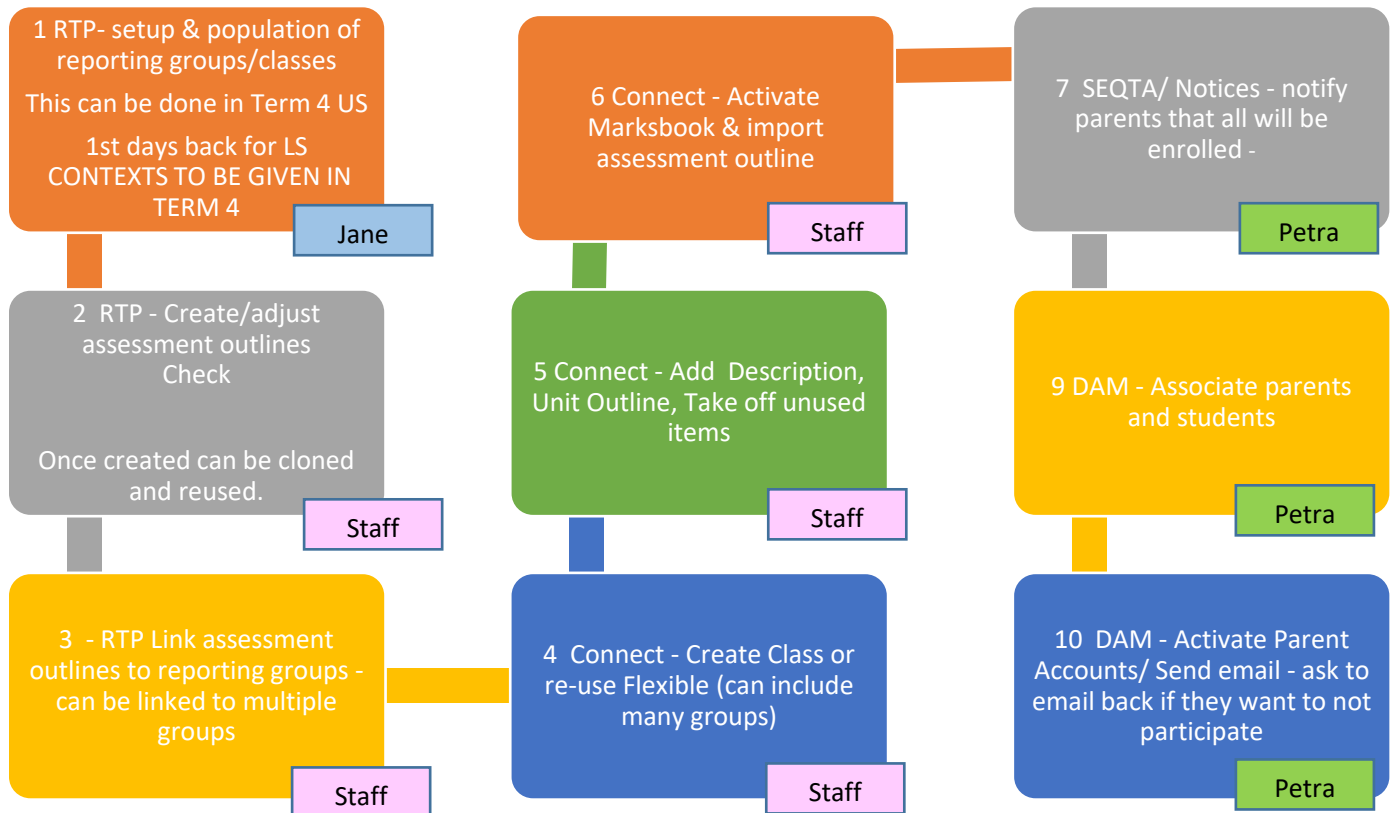 1 RTP- setup & population of
reporting groups/classes
This can be done in Term 4 US
1st days back for LS
CONTEXTS TO BE GIVEN IN
TERM 4
Jane
2 RTP - Create/adjust
assessment outlines
Check
Once created can be cloned
and reused.
Staff
3 - RTP Link assessment
outlines to reporting groups -
can be linked to multiple
groups
Staff
4 Connect - Create Class or
re-use Flexible (can include
many groups)
Staff
5 Connect - Add Description,
Unit Outline, Take off unused
items
Staff
6 Connect - Activate
Marksbook & import
assessment outline
Staff
7 SEQTA/ Notices - notify
parents that all will be
enrolled -
Petra
9 DAM - Associate parents
and students
Petra
10 DAM - Activate Parent
Accounts/ Send email - ask to
email back if they want to not
participate
Petra